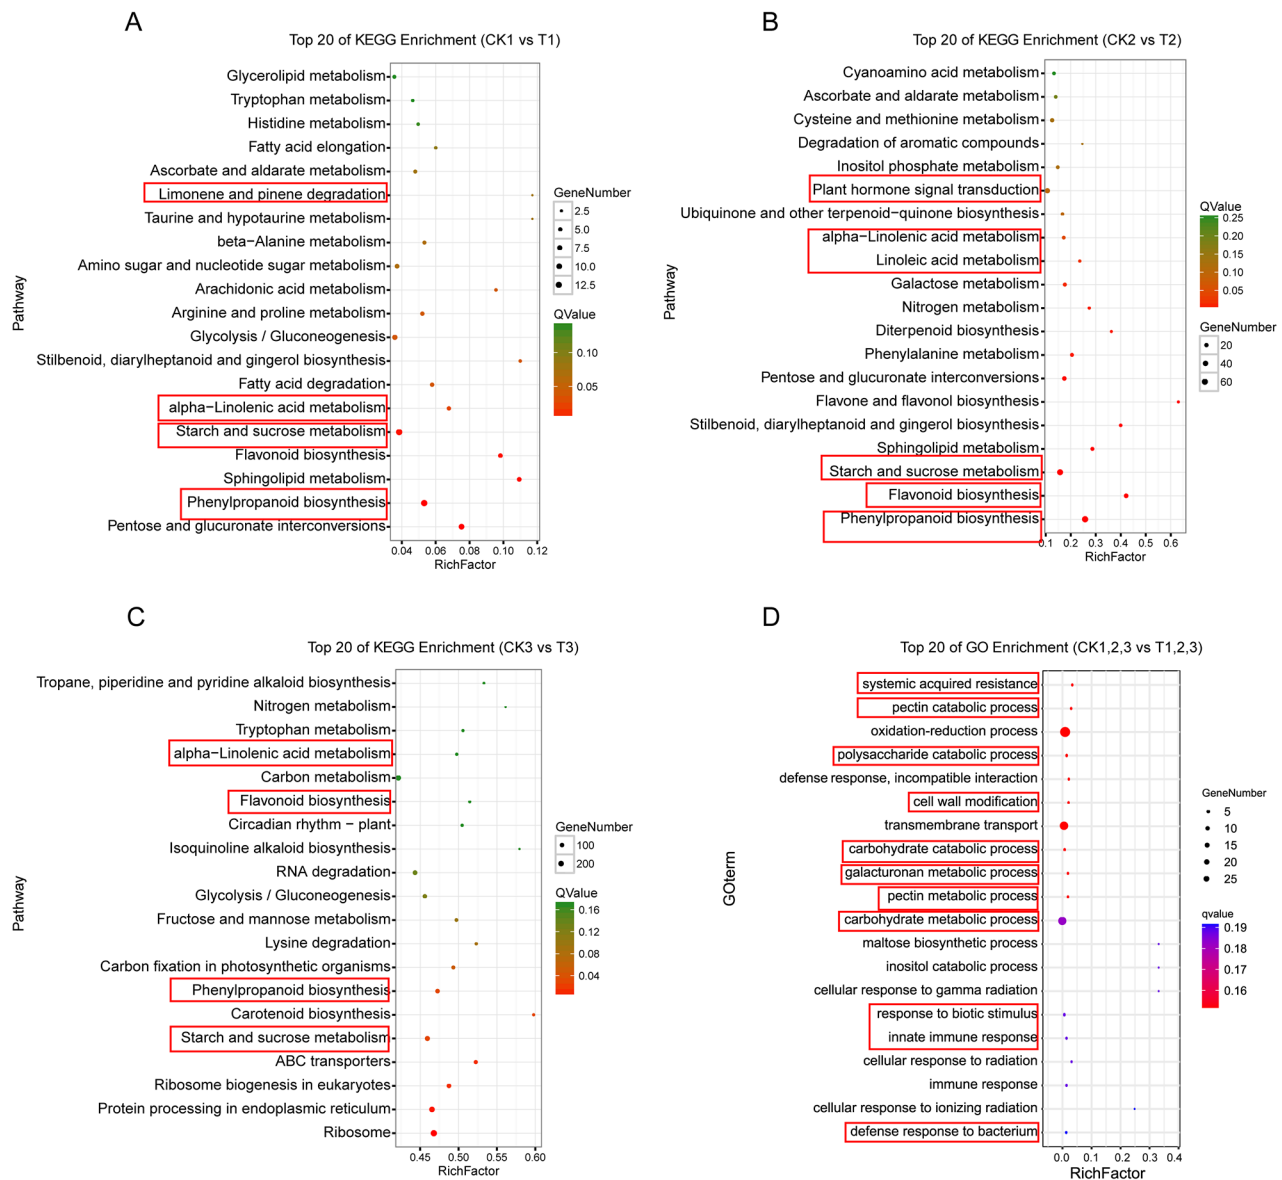 A
Top 20 of KEGG Enrichment (CK1 vs T1)
Pathway
Glycerolipid metabolism
Tryptophan metabolism
Histidine metabolism
Fatty acid elongation
Ascorbate and aldarate metabolism
Limonene and pinene degradation
Taurine and hypotaurine metabolism
beta−Alanine metabolism
Amino sugar and nucleotide sugar metabolism
Arachidonic acid metabolism
Arginine and proline metabolism
Glycolysis / Gluconeogenesis
Stilbenoid, diarylheptanoid and gingerol biosynthesis
Fatty acid degradation
alpha−Linolenic acid metabolism
Starch and sucrose metabolism
Flavonoid biosynthesis
Sphingolipid metabolism
Phenylpropanoid biosynthesis
Pentose and glucuronate interconversions
0.04 0.06 0.08 0.10 0.12
RichFactor
GeneNumber
2.5
5.0
7.5
10.0
12.5
QValue
0.10
0.05
B
Top 20 of KEGG Enrichment (CK2 vs T2)
Pathway
Cyanoamino acid metabolism
Ascorbate and aldarate metabolism
Cysteine and methionine metabolism
Degradation of aromatic compounds
Inositol phosphate metabolism
Plant hormone signal transduction
Ubiquinone and other terpenoid−quinone biosynthesis
alpha−Linolenic acid metabolism
Linoleic acid metabolism
Galactose metabolism
Nitrogen metabolism
Diterpenoid biosynthesis
Phenylalanine metabolism
Pentose and glucuronate interconversions
Flavone and flavonol biosynthesis
Stilbenoid, diarylheptanoid and gingerol biosynthesis
Sphingolipid metabolism
Starch and sucrose metabolism
Flavonoid biosynthesis
Phenylpropanoid biosynthesis
0.1 0.2 0.3 0.4 0.5 0.6
RichFactor
QValue
0.25
0.20
0.15
0.10
0.05
GeneNumber
20
40
60
C
Top 20 of KEGG Enrichment (CK3 vs T3)
Pathway
Tropane, piperidine and pyridine alkaloid biosynthesis
Nitrogen metabolism
Tryptophan metabolism
alpha−Linolenic acid metabolism
Carbon metabolism
Flavonoid biosynthesis
Circadian rhythm − plant
Isoquinoline alkaloid biosynthesis
RNA degradation
Glycolysis / Gluconeogenesis
Fructose and mannose metabolism
Lysine degradation
Carbon fixation in photosynthetic organisms
Phenylpropanoid biosynthesis
Carotenoid biosynthesis
Starch and sucrose metabolism
ABC transporters
Ribosome biogenesis in eukaryotes
Protein processing in endoplasmic reticulum
Ribosome
0.45 0.50 0.55 0.60
RichFactor
GeneNumber
100
200
QValue
0.16
0.12
0.08
0.04
D
Top 20 of GO Enrichment (CK1,2,3 vs T1,2,3)
GOterm
systemic acquired resistance
pectin catabolic process
oxidation-reduction process
polysaccharide catabolic process
defense response, incompatible interaction
cell wall modification
transmembrane transport
carbohydrate catabolic process
galacturonan metabolic process
pectin metabolic process
carbohydrate metabolic process
maltose biosynthetic process
inositol catabolic process
cellular response to gamma radiation
response to biotic stimulus
innate immune response
cellular response to radiation
immune response
cellular response to ionizing radiation
defense response to bacterium
0.0 0.1 0.2 0.3 0.4
RichFactor
GeneNumber
5
10
15
20
25
qvalue
0.19
0.18
0.17
0.16